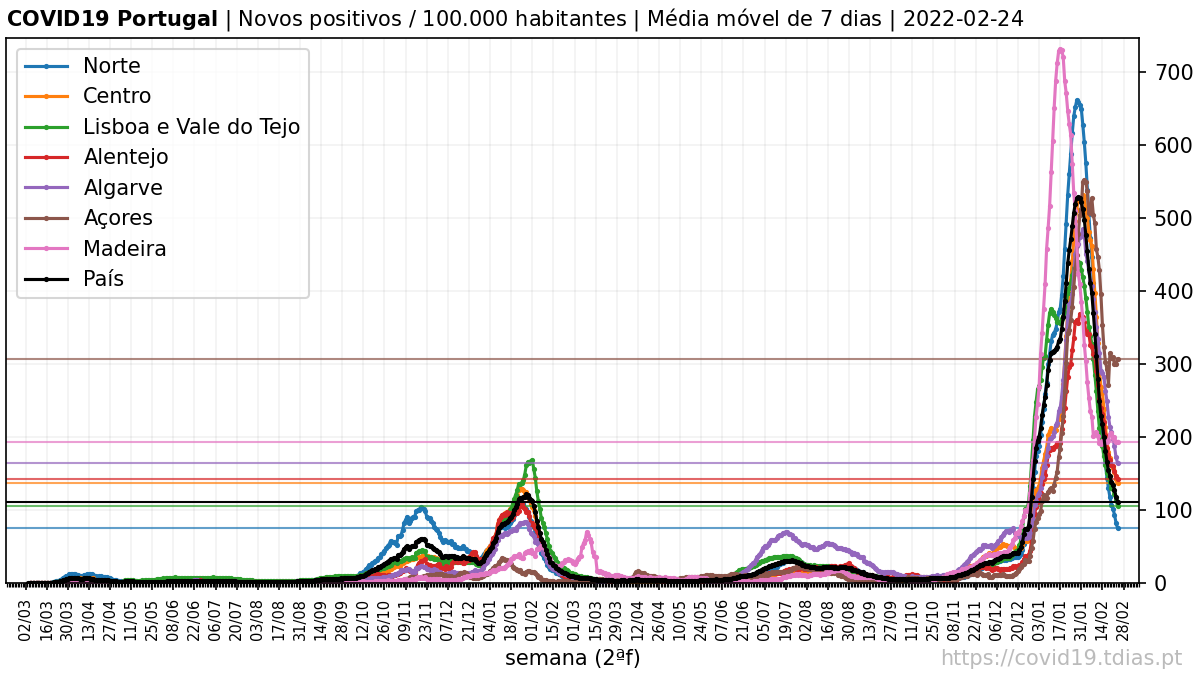 COVID19 Portugal | Novos positivos / 100.000 habitantes | Média móvel de 7 dias | 2022-02-24
Norte
Centro
Lisboa e Vale do Tejo
Alentejo
Algarve
Açores
Madeira
País
700
600
500
400
300
200
100
0
02/03 16/03 30/03 13/04 27/04 11/05 25/05 08/06 22/06 06/07 20/07 03/08 17/08 31/08 14/09 28/09 12/10 26/10 09/11 23/11 07/12 21/12 04/01 18/01 01/02 15/02 01/03 15/03 29/03 12/04 26/04 10/05 24/05 07/06 21/06 05/07 19/07 02/08 16/08 30/08 13/09 27/09 11/10 25/10 08/11 22/11 06/12 20/12 03/01 17/01 31/01 14/02 28/02
semana (2ªf)
https://covid19.tdias.pt